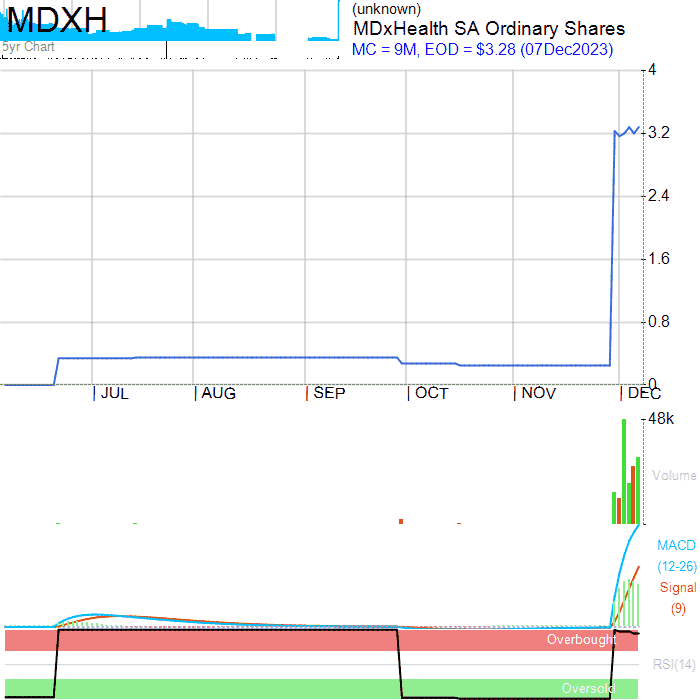 MDXH
(unknown)
MDxHealth SA Ordinary Shares
5yr Chart
MC = 9M, EOD = $3.28 (07Dec2023)
4
3.2
2.4
1.6
0.8
0
JUL AUG SEP OCT NOV DEC
48k
Volume
MACD
(12-26)
Signal
(9)
Overbought
RSI(14)
Oversold